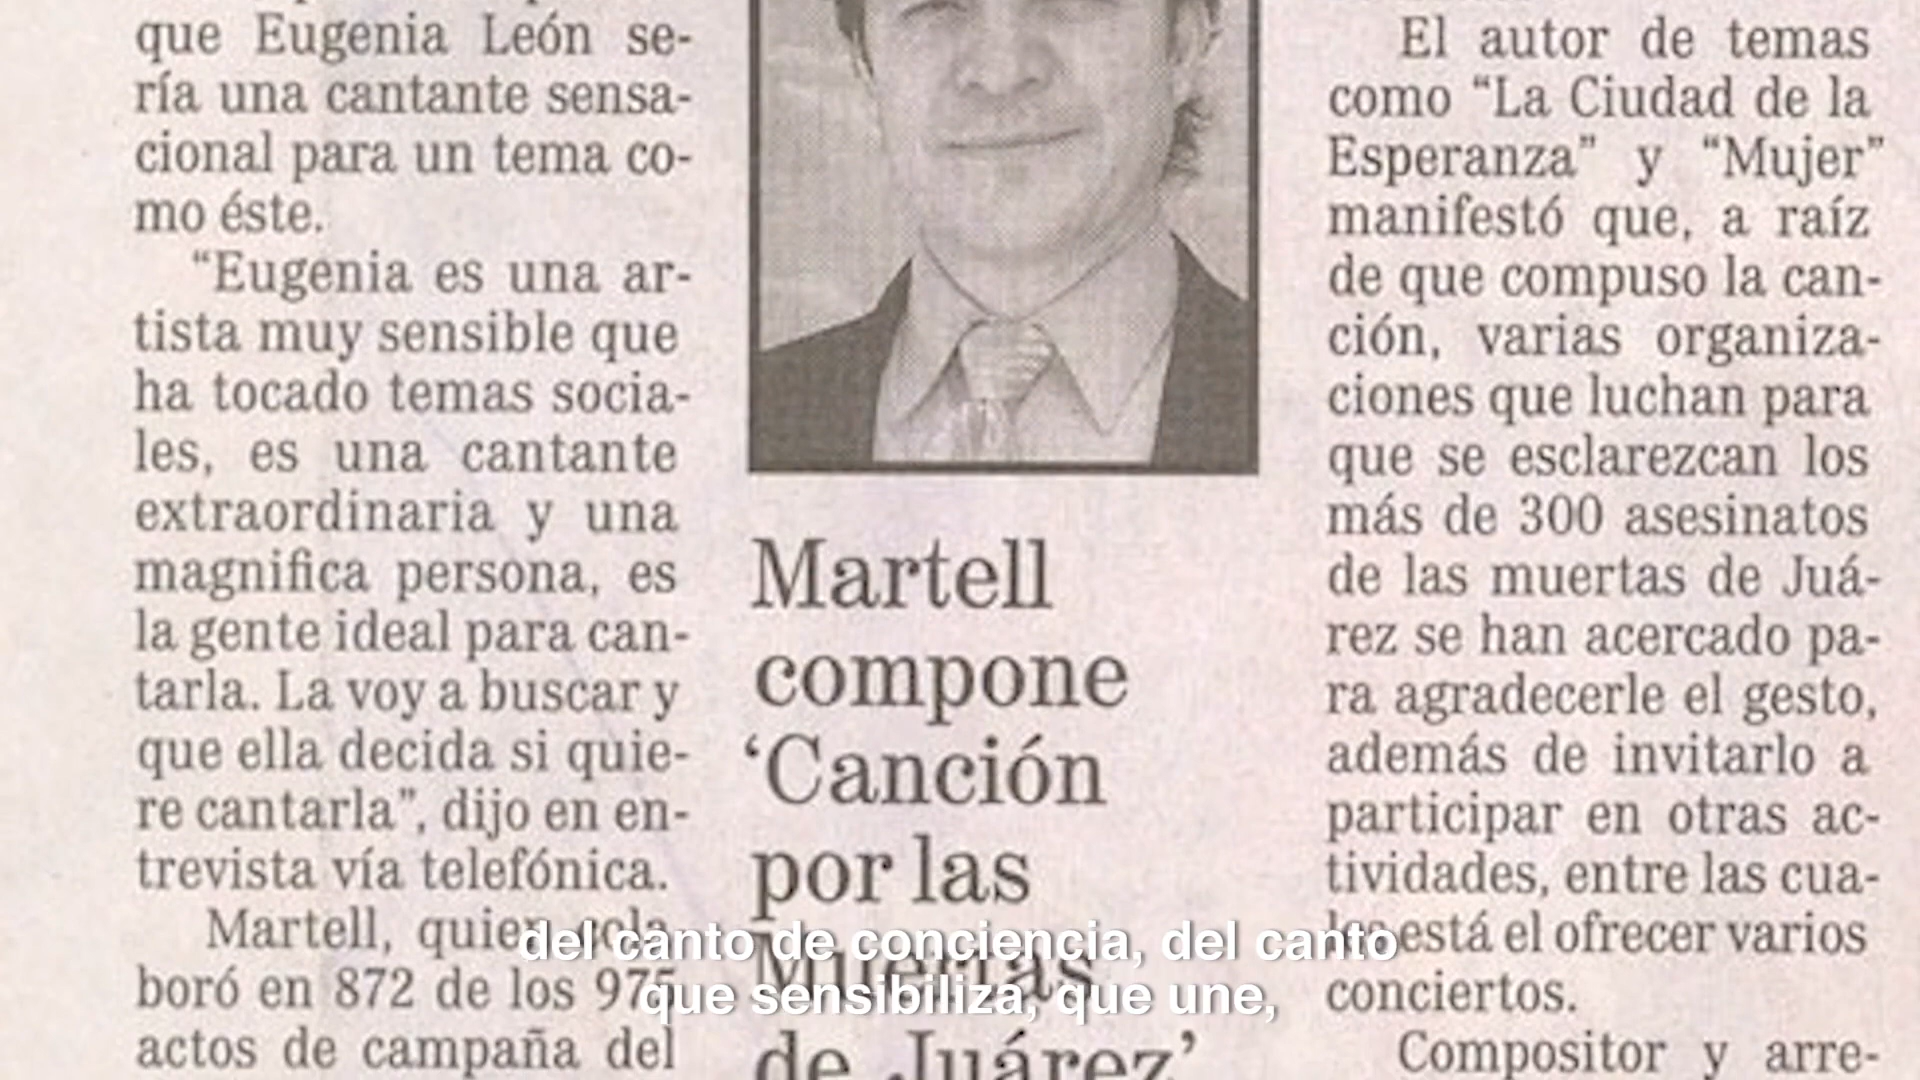 que Eugenia León se-
ría una cantante sensa-
cional para un tema co-
mo éste.
“Eugenia es una ar-
tista muy sensible que
ha tocado temas socia-
les, es una cantante
extraordinaria y una
magnifica persona, es
la gente ideal para can-
tarla. La voy a buscar y
que ella decida si quie-
re cantarla”, dijo en en-
trevista vía telefónica.
Martell, quien cola-
boró en 872 de los 975
actos de campaña del
Martell
compone
‘Canción
por las
Muertas
de Juárez’
El autor de temas
como “La Ciudad de la
Esperanza” y “Mujer”
manifestó que, a raíz
de que compuso la can-
ción, varias organiza-
ciones que luchan para
que se esclarezcan los
más de 300 asesinatos
de las muertas de Juá-
rez se han acercado pa-
ra agradecerle el gesto,
además de invitarlo a
participar en otras ac-
tividades, entre las cua-
les está el ofrecer varios
conciertos.
Compositor y arre-
del canto de conciencia, del canto
que sensibiliza, que une,